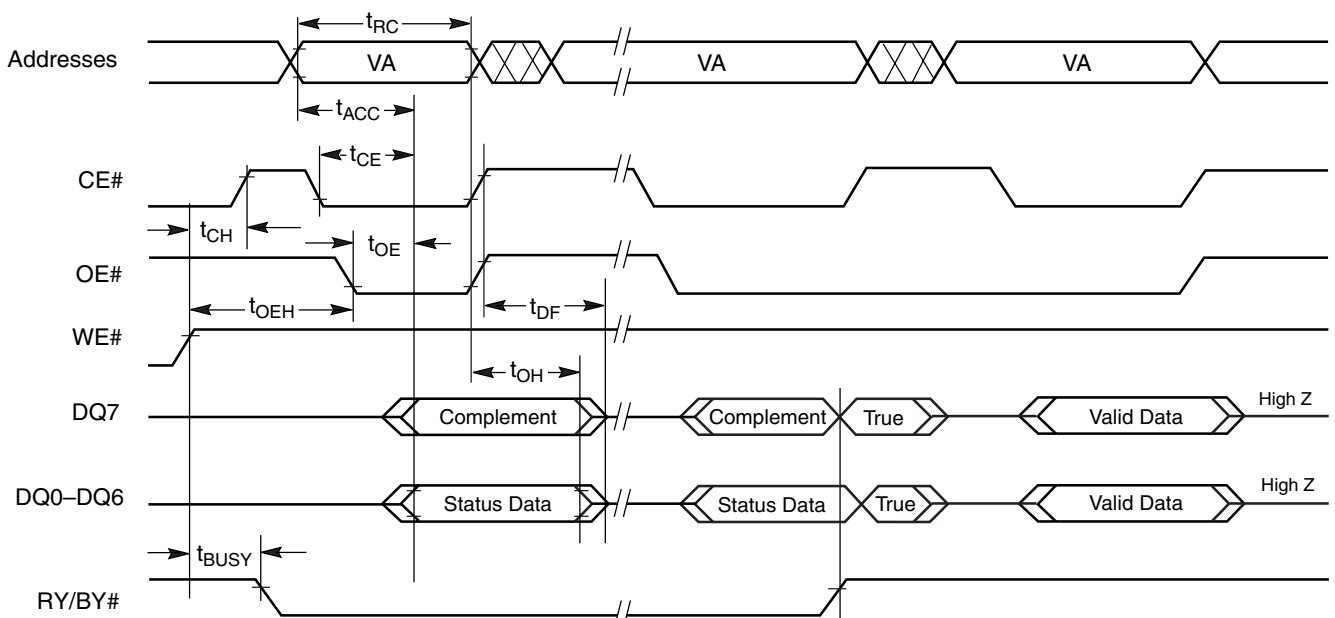 tRC
Addresses VA VA VA
tACC
tCE
CE#
tCH tOE
OE#
tOEH tDF
WE#
tOH
DQ7 Complement Complement True Valid Data High Z
DQ0–DQ6 Status Data Status Data True Valid Data High Z
tBUSY
RY/BY#